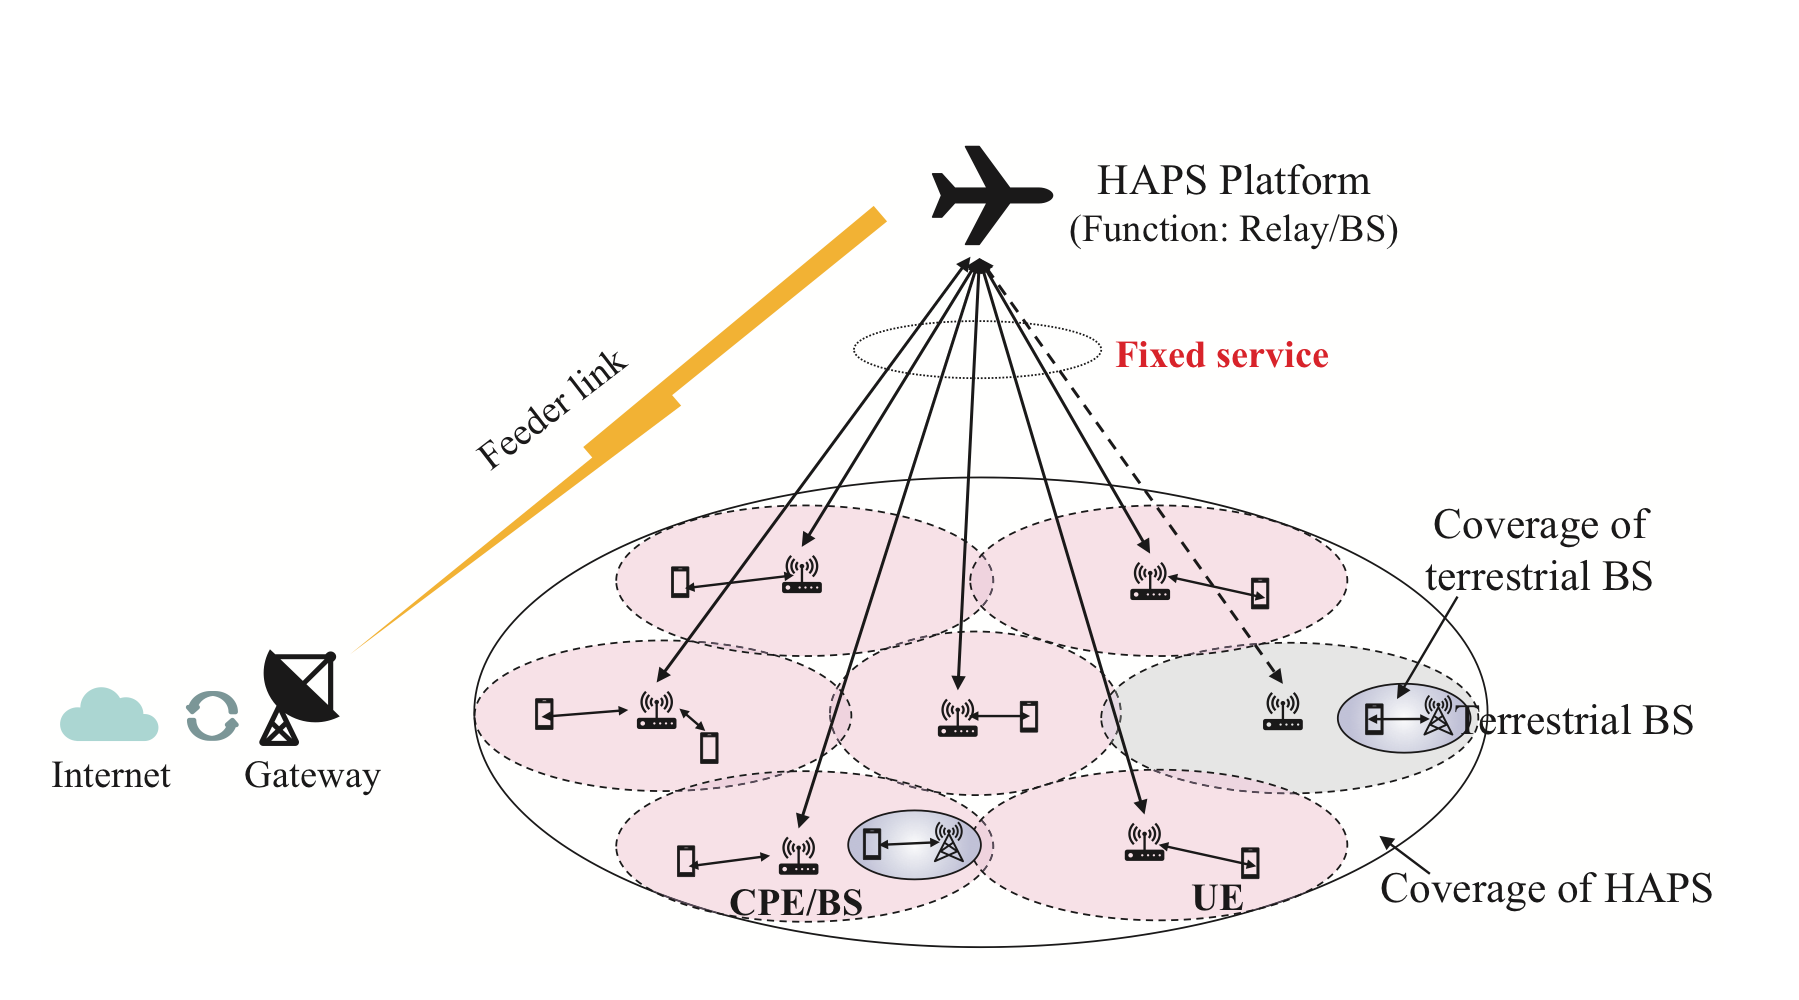 HAPS Platform
(Function: Relay/BS)
Fixed service
Feeder link
Coverage of
terrestrial BS
Terrestrial BS
Internet
Gateway
CPE/BS
UE
Coverage of HAPS